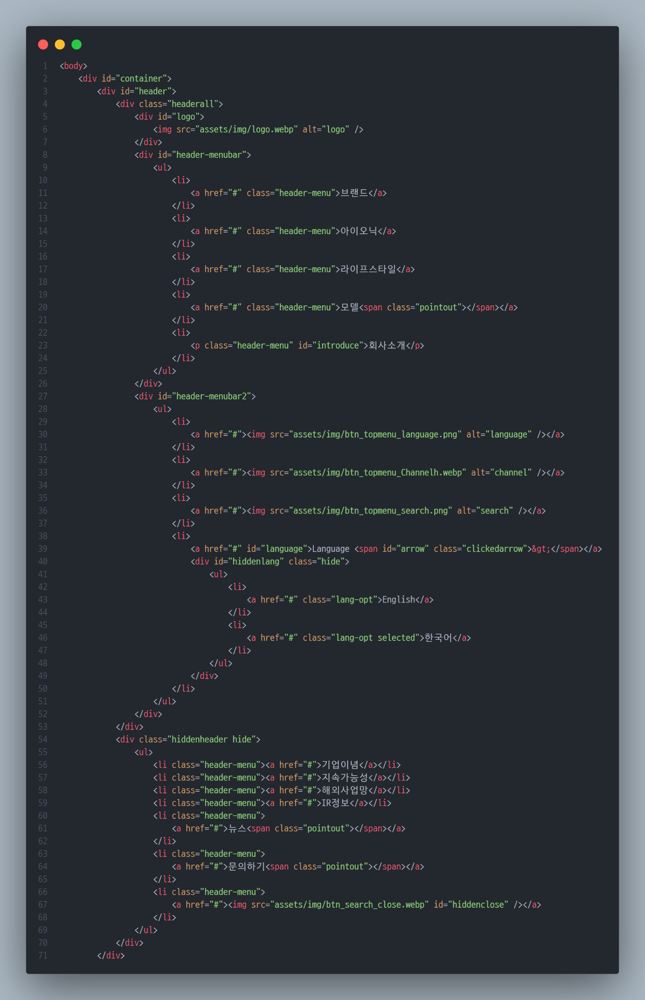 1 <body>
2 <div id="container">
3 <div id="header">
4 <div class="headerall">
5 <div id="logo">
6 <img src="assets/img/logo.webp" alt="logo" />
7 </div>
8 <div id="header-menubar">
9 <ul>
10 <li>
11 <a href="#" class="header-menu">브랜드</a>
12 </li>
13 <li>
14 <a href="#" class="header-menu">아이오닉</a>
15 </li>
16 <li>
17 <a href="#" class="header-menu">라이프스타일</a>
18 </li>
19 <li>
20 <a href="#" class="header-menu">모델<span class="pointout"></span></a>
21 </li>
22 <li>
23 <p class="header-menu" id="introduce">회사소개</p>
24 </li>
25 </ul>
26 </div>
27 <div id="header-menubar2">
28 <ul>
29 <li>
30 <a href="#"><img src="assets/img/btn_topmenu_language.png" alt="language" /></a>
31 </li>
32 <li>
33 <a href="#"><img src="assets/img/btn_topmenu_Channelh.webp" alt="channel" /></a>
34 </li>
35 <li>
36 <a href="#"><img src="assets/img/btn_topmenu_search.png" alt="search" /></a>
37 </li>
38 <li>
39 <a href="#" id="language">Language <span id="arrow" class="clickedarrow">&gt;</span></a>
40 <div id="hiddenlang" class="hide">
41 <ul>
42 <li>
43 <a href="#" class="lang-opt">English</a>
44 </li>
45 <li>
46 <a href="#" class="lang-opt selected">한국어</a>
47 </li>
48 </ul>
49 </div>
50 </li>
51 </ul>
52 </div>
53 </div>
54 <div class="hiddenheader hide">
55 <ul>
56 <li class="header-menu"><a href="#">기업이념</a></li>
57 <li class="header-menu"><a href="#">지속가능성</a></li>
58 <li class="header-menu"><a href="#">해외사업망</a></li>
59 <li class="header-menu"><a href="#">IR정보</a></li>
60 <li class="header-menu">
61 <a href="#">뉴스<span class="pointout"></span></a>
62 </li>
63 <li class="header-menu">
64 <a href="#">문의하기<span class="pointout"></span></a>
65 </li>
66 <li class="header-menu">
67 <a href="#"><img src="assets/img/btn_search_close.webp" id="hiddenclose" /></a>
68 </li>
69 </ul>
70 </div>
71 </div>